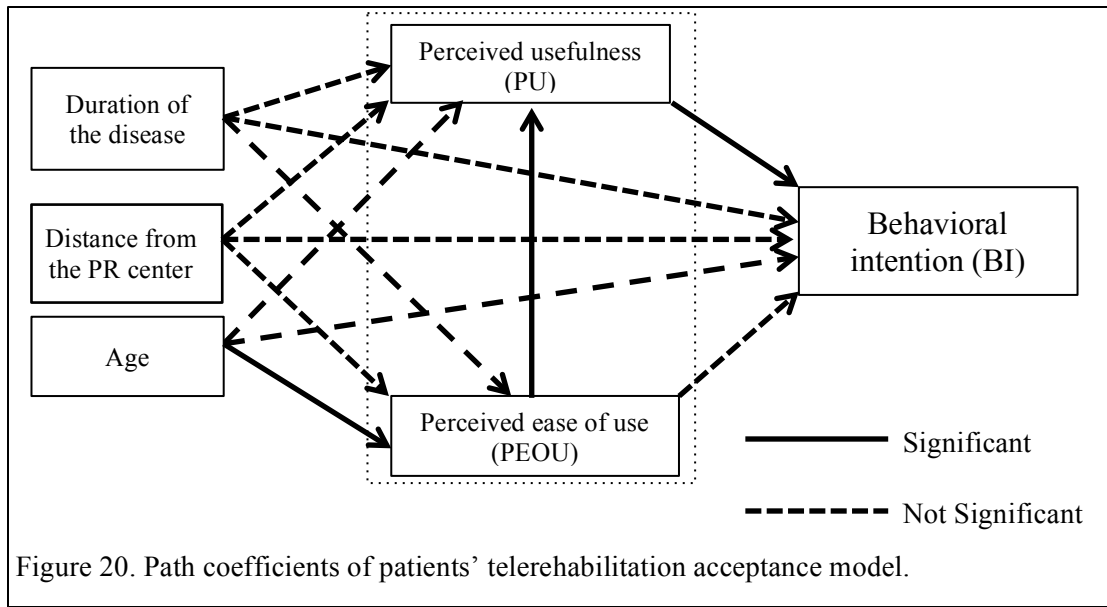 Perceived usefulness
(PU)
Duration of
the disease
Distance from
the PR center
Behavioral
intention (BI)
Age
Perceived ease of use
(PEOU)
Significant
Not Significant
Figure 20. Path coefficients of patients’ telerehabilitation acceptance model.